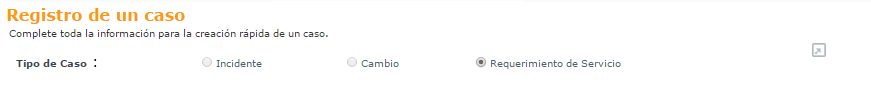 Registro de un caso
Complete toda la información para la creación rápida de un caso.
Tipo de Caso : Incidente Cambio Requerimiento de Servicio